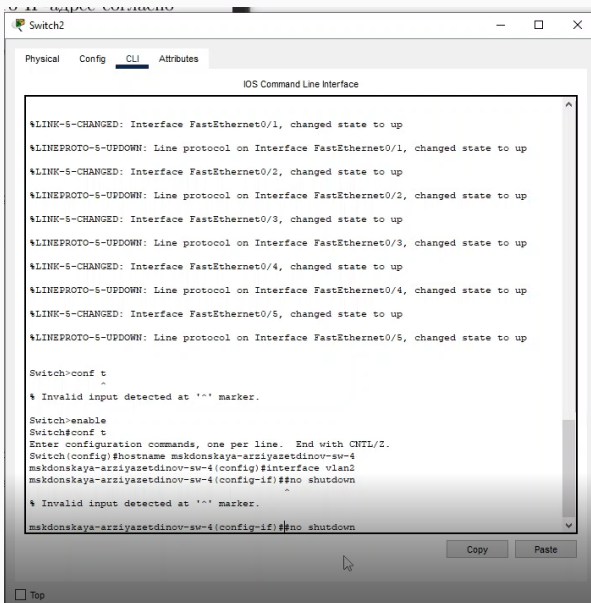 о IP-адрес согласно
Switch2
Physical Config CLI Attributes
IOS Command Line Interface
%LINK-5-CHANGED: Interface FastEthernet0/1, changed state to up
%LINEPROTO-5-UPDOWN: Line protocol on Interface FastEthernet0/1, changed state to up
%LINK-5-CHANGED: Interface FastEthernet0/2, changed state to up
%LINEPROTO-5-UPDOWN: Line protocol on Interface FastEthernet0/2, changed state to up
%LINK-5-CHANGED: Interface FastEthernet0/3, changed state to up
%LINEPROTO-5-UPDOWN: Line protocol on Interface FastEthernet0/3, changed state to up
%LINK-5-CHANGED: Interface FastEthernet0/4, changed state to up
%LINEPROTO-5-UPDOWN: Line protocol on Interface FastEthernet0/4, changed state to up
%LINK-5-CHANGED: Interface FastEthernet0/5, changed state to up
%LINEPROTO-5-UPDOWN: Line protocol on Interface FastEthernet0/5, changed state to up
Switch>conf t
^
% Invalid input detected at '^' marker.
Switch>enable
Switch#conf t
Enter configuration commands, one per line. End with CNTL/Z.
Switch(config)#hostname mskdonskaya-arziyazetdinov-sw-4
mskdonskaya-arziyazetdinov-sw-4(config)#interface vlan2
mskdonskaya-arziyazetdinov-sw-4(config-if)##no shutdown
^
% Invalid input detected at '^' marker.
mskdonskaya-arziyazetdinov-sw-4(config-if)##no shutdown
Copy Paste
Top